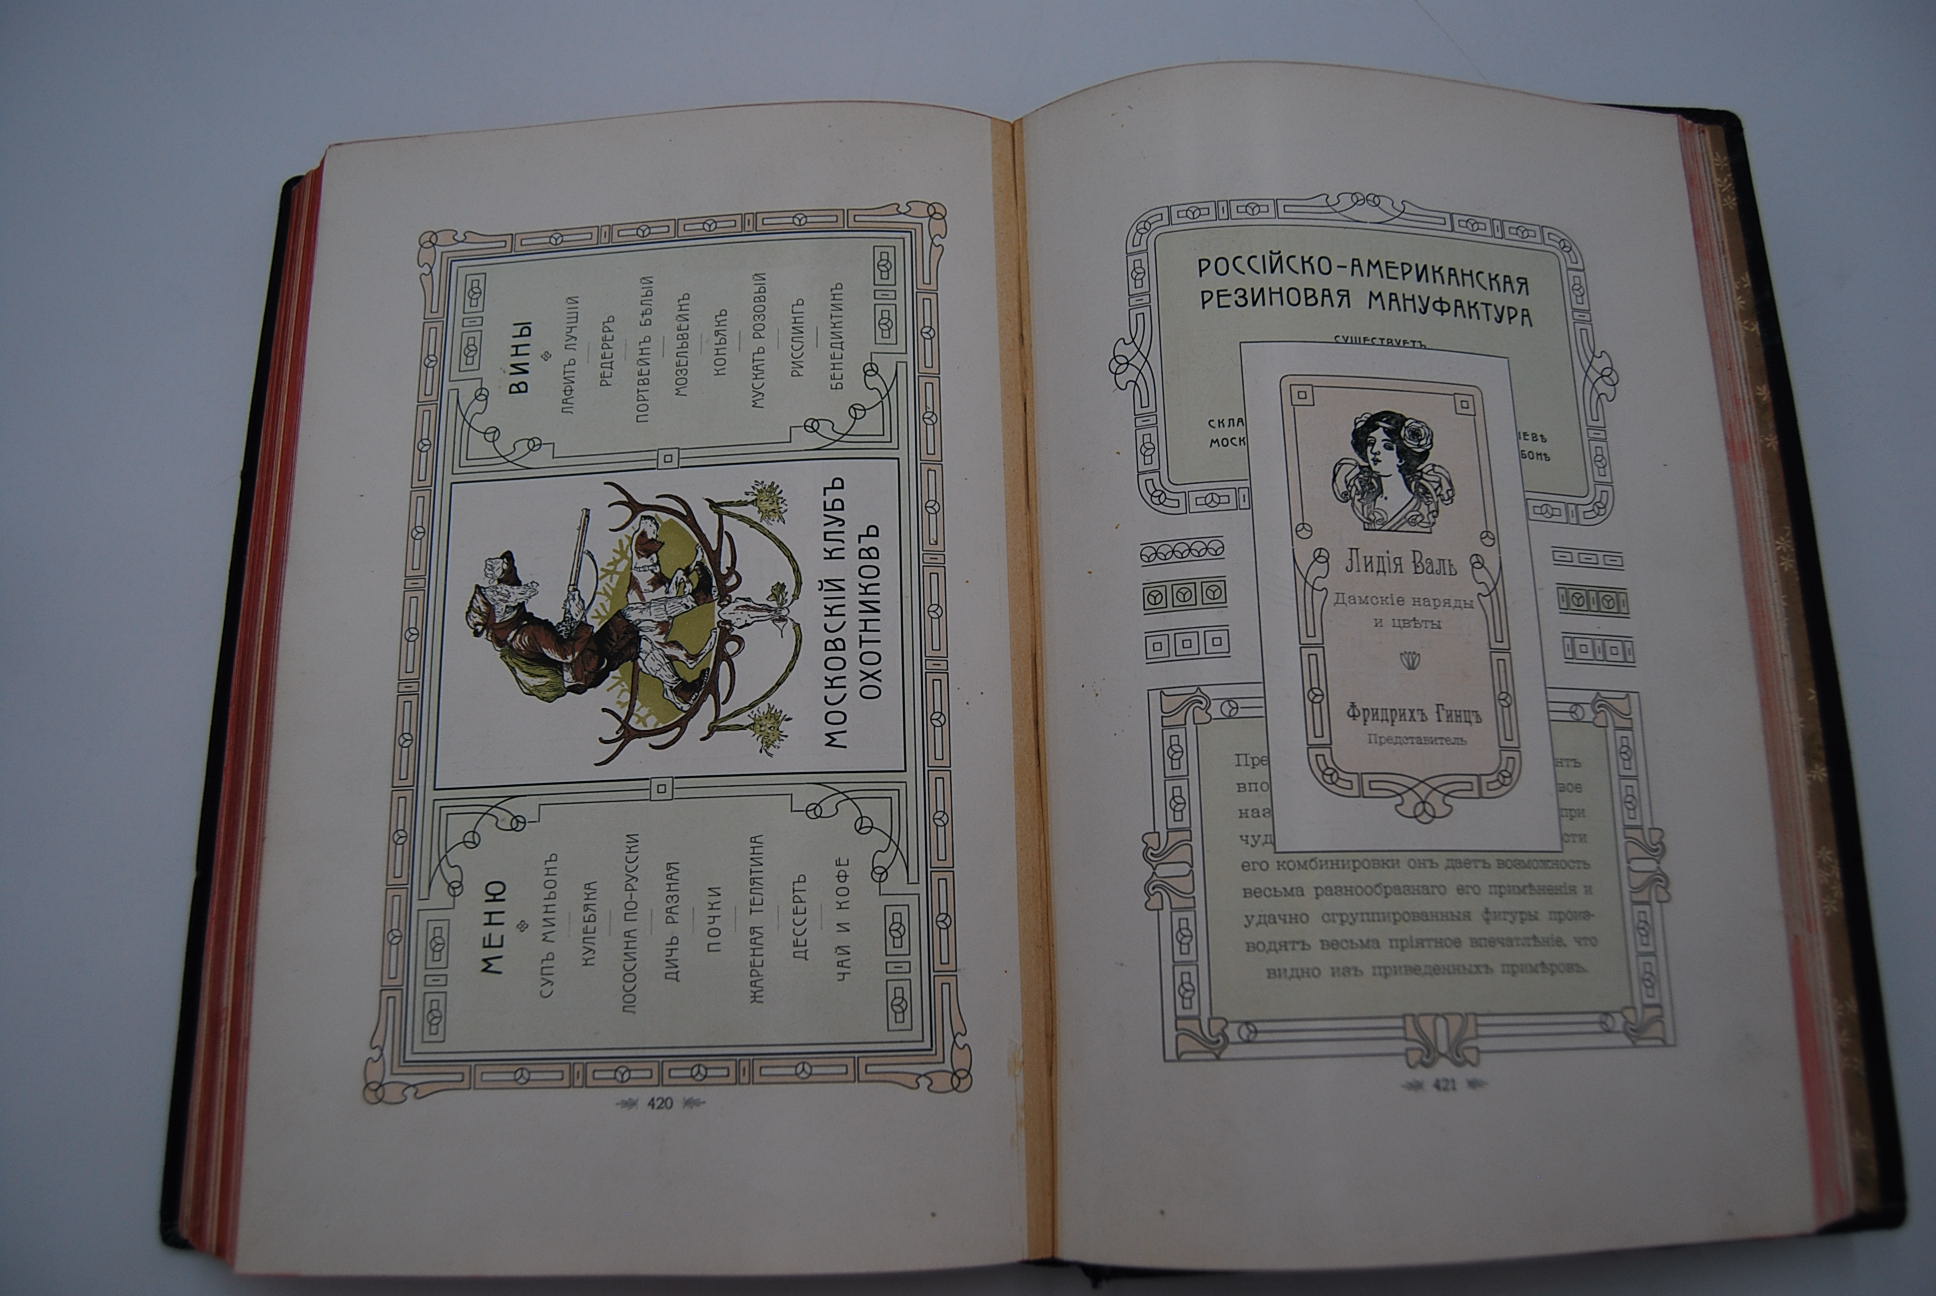 МЕНЮ
СУПЪ МИНЬОНЪ
КУЛЕБЯКА
ЛОСОСИНА ПО-РУССКИ
ДИЧЬ РАЗНАЯ
ПОЧКИ
ЖАРЕНАЯ ТЕЛЯТИНА
ДЕССЕРТЪ
ЧАЙ И КОФЕ
МОСКОВСКІЙ КЛУБЪ
ОХОТНИКОВЪ
ВИНЫ
ЛАФИТЪ ЛУЧШІЙ
РЕДЕРЕРЪ
ПОРТВЕЙНЪ БѢЛЫЙ
МОЗЕЛЬВЕЙНЪ
КОНЬЯКЪ
МУСКАТЪ РОЗОВЫЙ
РИССЛИНГЪ
БЕНЕДИКТИНЪ
420
РОССІЙСКО-АМЕРИКАНСКАЯ
РЕЗИНОВАЯ МАНУФАКТУРА
СУЩЕСТВУЕТЪ
Лидія Валь
Дамскіе наряды
и цвѣты
Фридрихъ Гинцъ
Представитель
его комбинировки онъ даетъ возможность
весьма разнообразнаго его примѣненія и
удачно сгруппированныя фигуры произ-
водятъ весьма пріятное впечатлѣніе, что
видно изъ приведенныхъ примѣровъ.
421